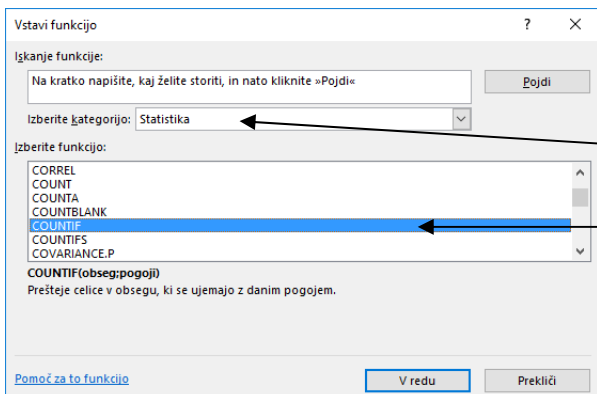 Vstavi funkcijo ?
Iskanje funkcije:
Na kratko napišite, kaj želite storiti, in nato kliknite »Pojdi« Pojdi
Izberite kategorijo: Statistika
Izberite funkcijo:
CORREL
COUNT
COUNTA
COUNTBLANK
COUNTIF
COUNTIFS
COVARIANCE.P
COUNTIF(obseg;pogoji)
Prešteje celice v obsegu, ki se ujemajo z danim pogojem.
Pomoč za to funkcijo V redu Prekliči